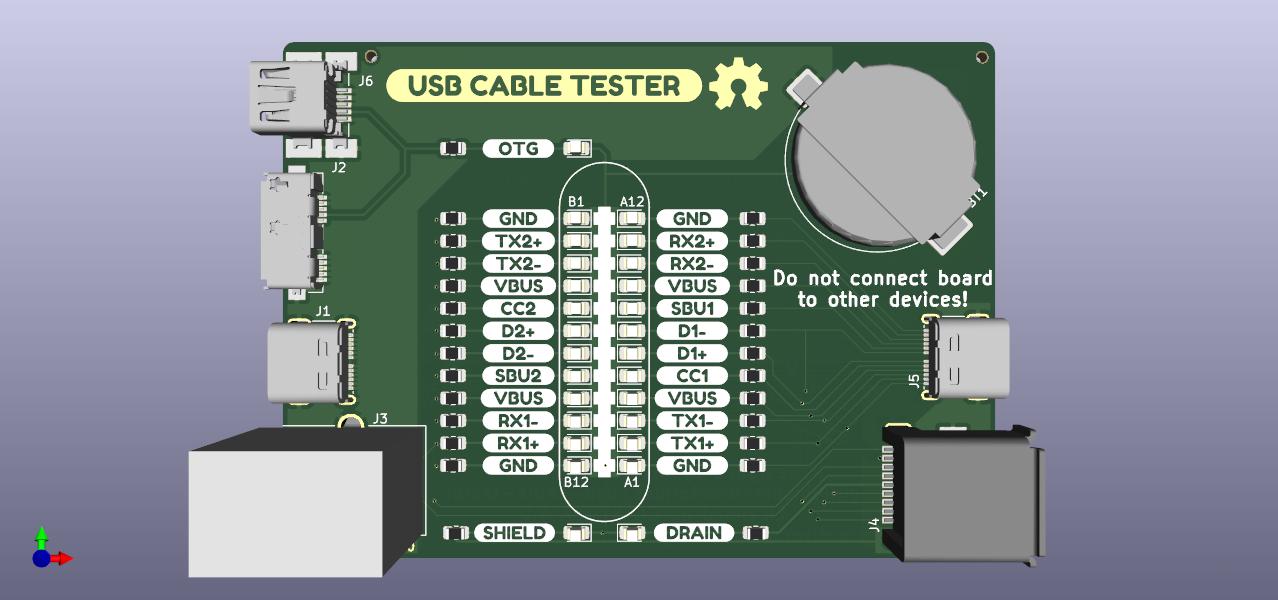 J6
USB CABLE TESTER
J2
OTG
BT1
B1 A12
GND GND
TX2+ RX2+
TX2- RX2-
VBUS VBUS
CC2 SBU1
D2+ D1-
D2- D1+
SBU2 CC1
VBUS VBUS
RX1- TX1-
RX1+ TX1+
GND GND
B12 A1
SHIELD DRAIN
Do not connect board
to other devices!
J1
J5
J3
J4